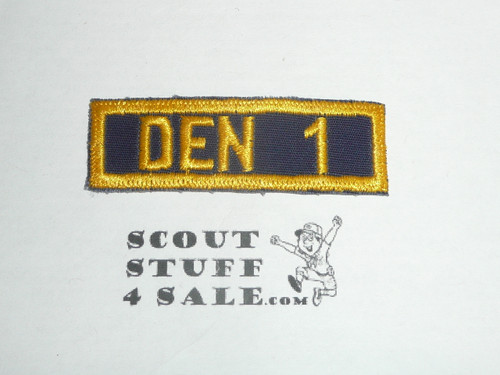 DEN 1
SCOUT
STUFF
4 SALE.COM